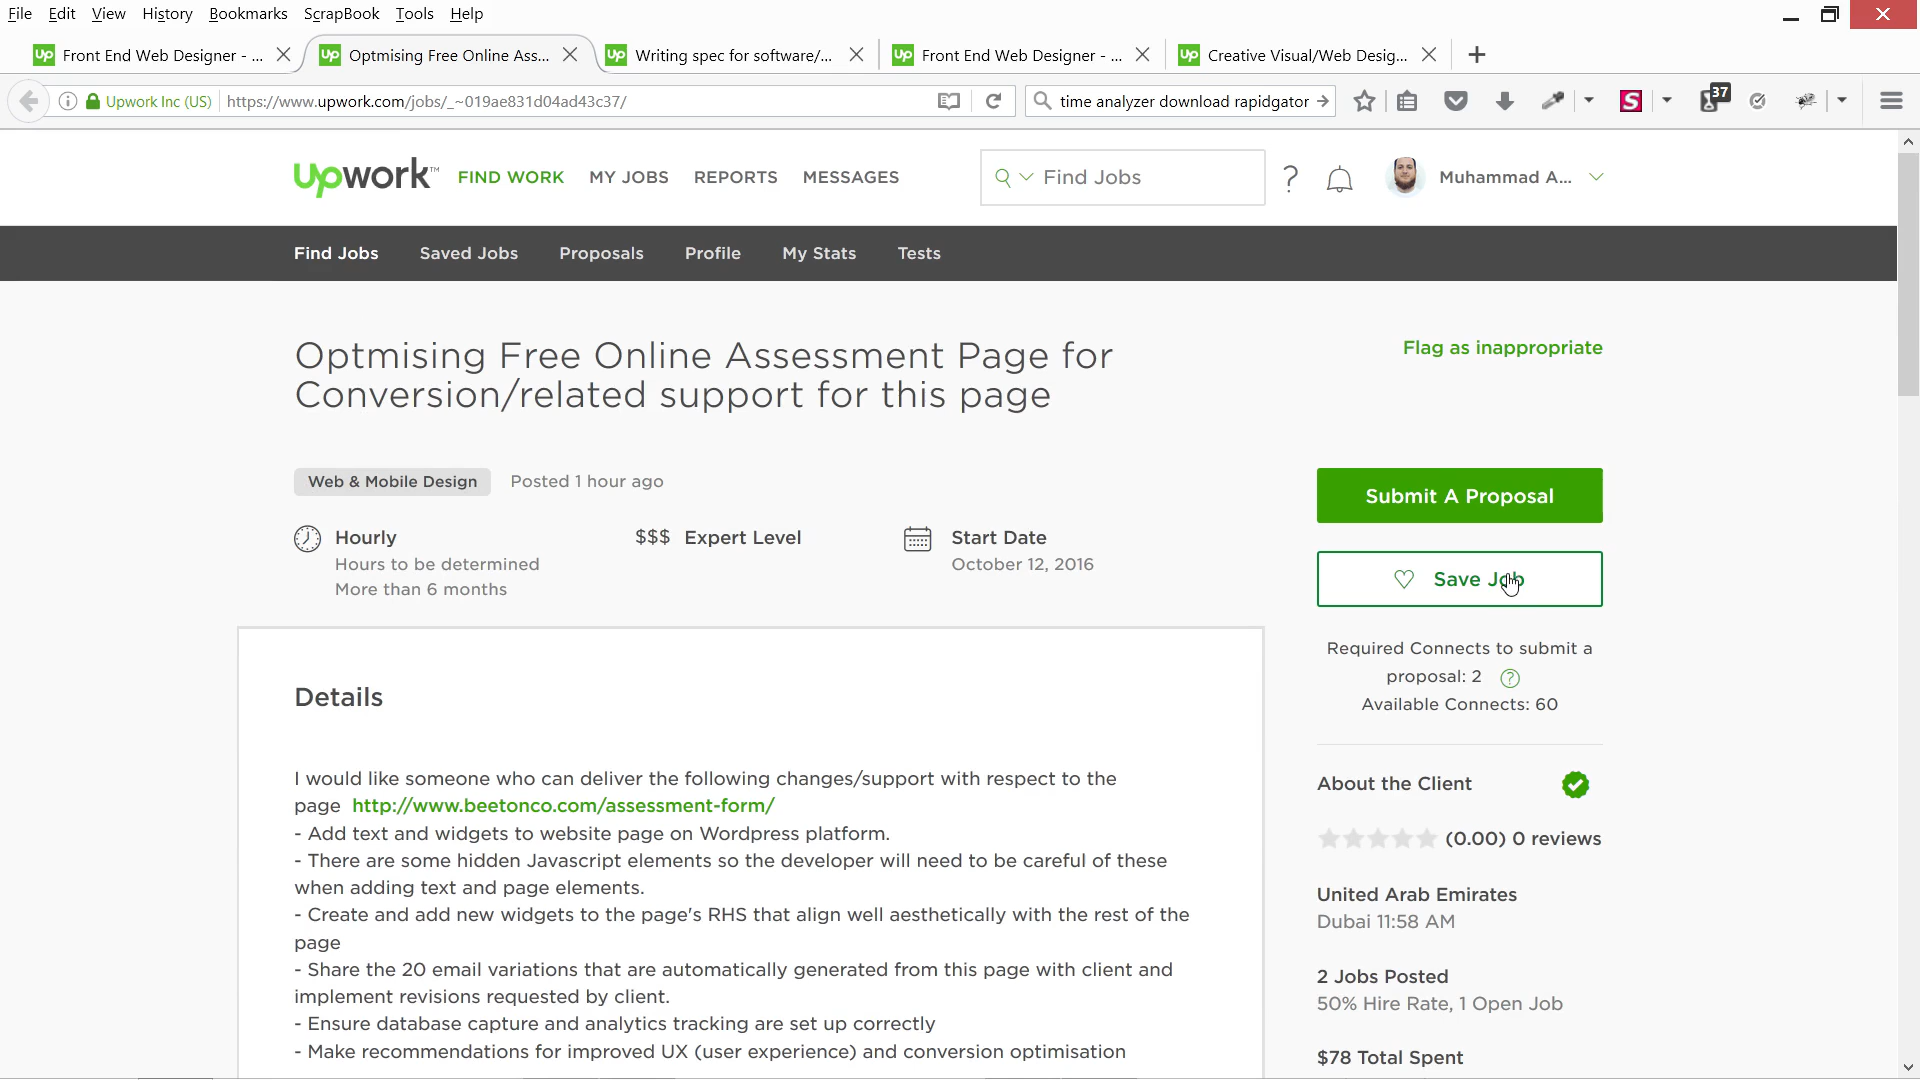 File Edit View History Bookmarks ScrapBook Tools Help
Front End Web Designer - ... Optmising Free Online Ass... Writing spec for software/... Front End Web Designer - ... Creative Visual/Web Desig...
Upwork Inc (US) https://www.upwork.com/jobs/_~019ae831d04ad43c37/ time analyzer download rapidgator 37
upwork™ FIND WORK MY JOBS REPORTS MESSAGES Find Jobs ? Muhammad A...
Find Jobs Saved Jobs Proposals Profile My Stats Tests
Optmising Free Online Assessment Page for
Conversion/related support for this page
Flag as inappropriate
Web & Mobile Design Posted 1 hour ago
Submit A Proposal
Hourly $$$ Expert Level Start Date
Hours to be determined October 12, 2016
More than 6 months
Save Job
Required Connects to submit a
proposal: 2 ?
Available Connects: 60
Details
I would like someone who can deliver the following changes/support with respect to the
page http://www.beetonco.com/assessment-form/
- Add text and widgets to website page on Wordpress platform.
- There are some hidden Javascript elements so the developer will need to be careful of these
when adding text and page elements.
- Create and add new widgets to the page's RHS that align well aesthetically with the rest of the
page
- Share the 20 email variations that are automatically generated from this page with client and
implement revisions requested by client.
- Ensure database capture and analytics tracking are set up correctly
- Make recommendations for improved UX (user experience) and conversion optimisation
About the Client
(0.00) 0 reviews
United Arab Emirates
Dubai 11:58 AM
2 Jobs Posted
50% Hire Rate, 1 Open Job
$78 Total Spent